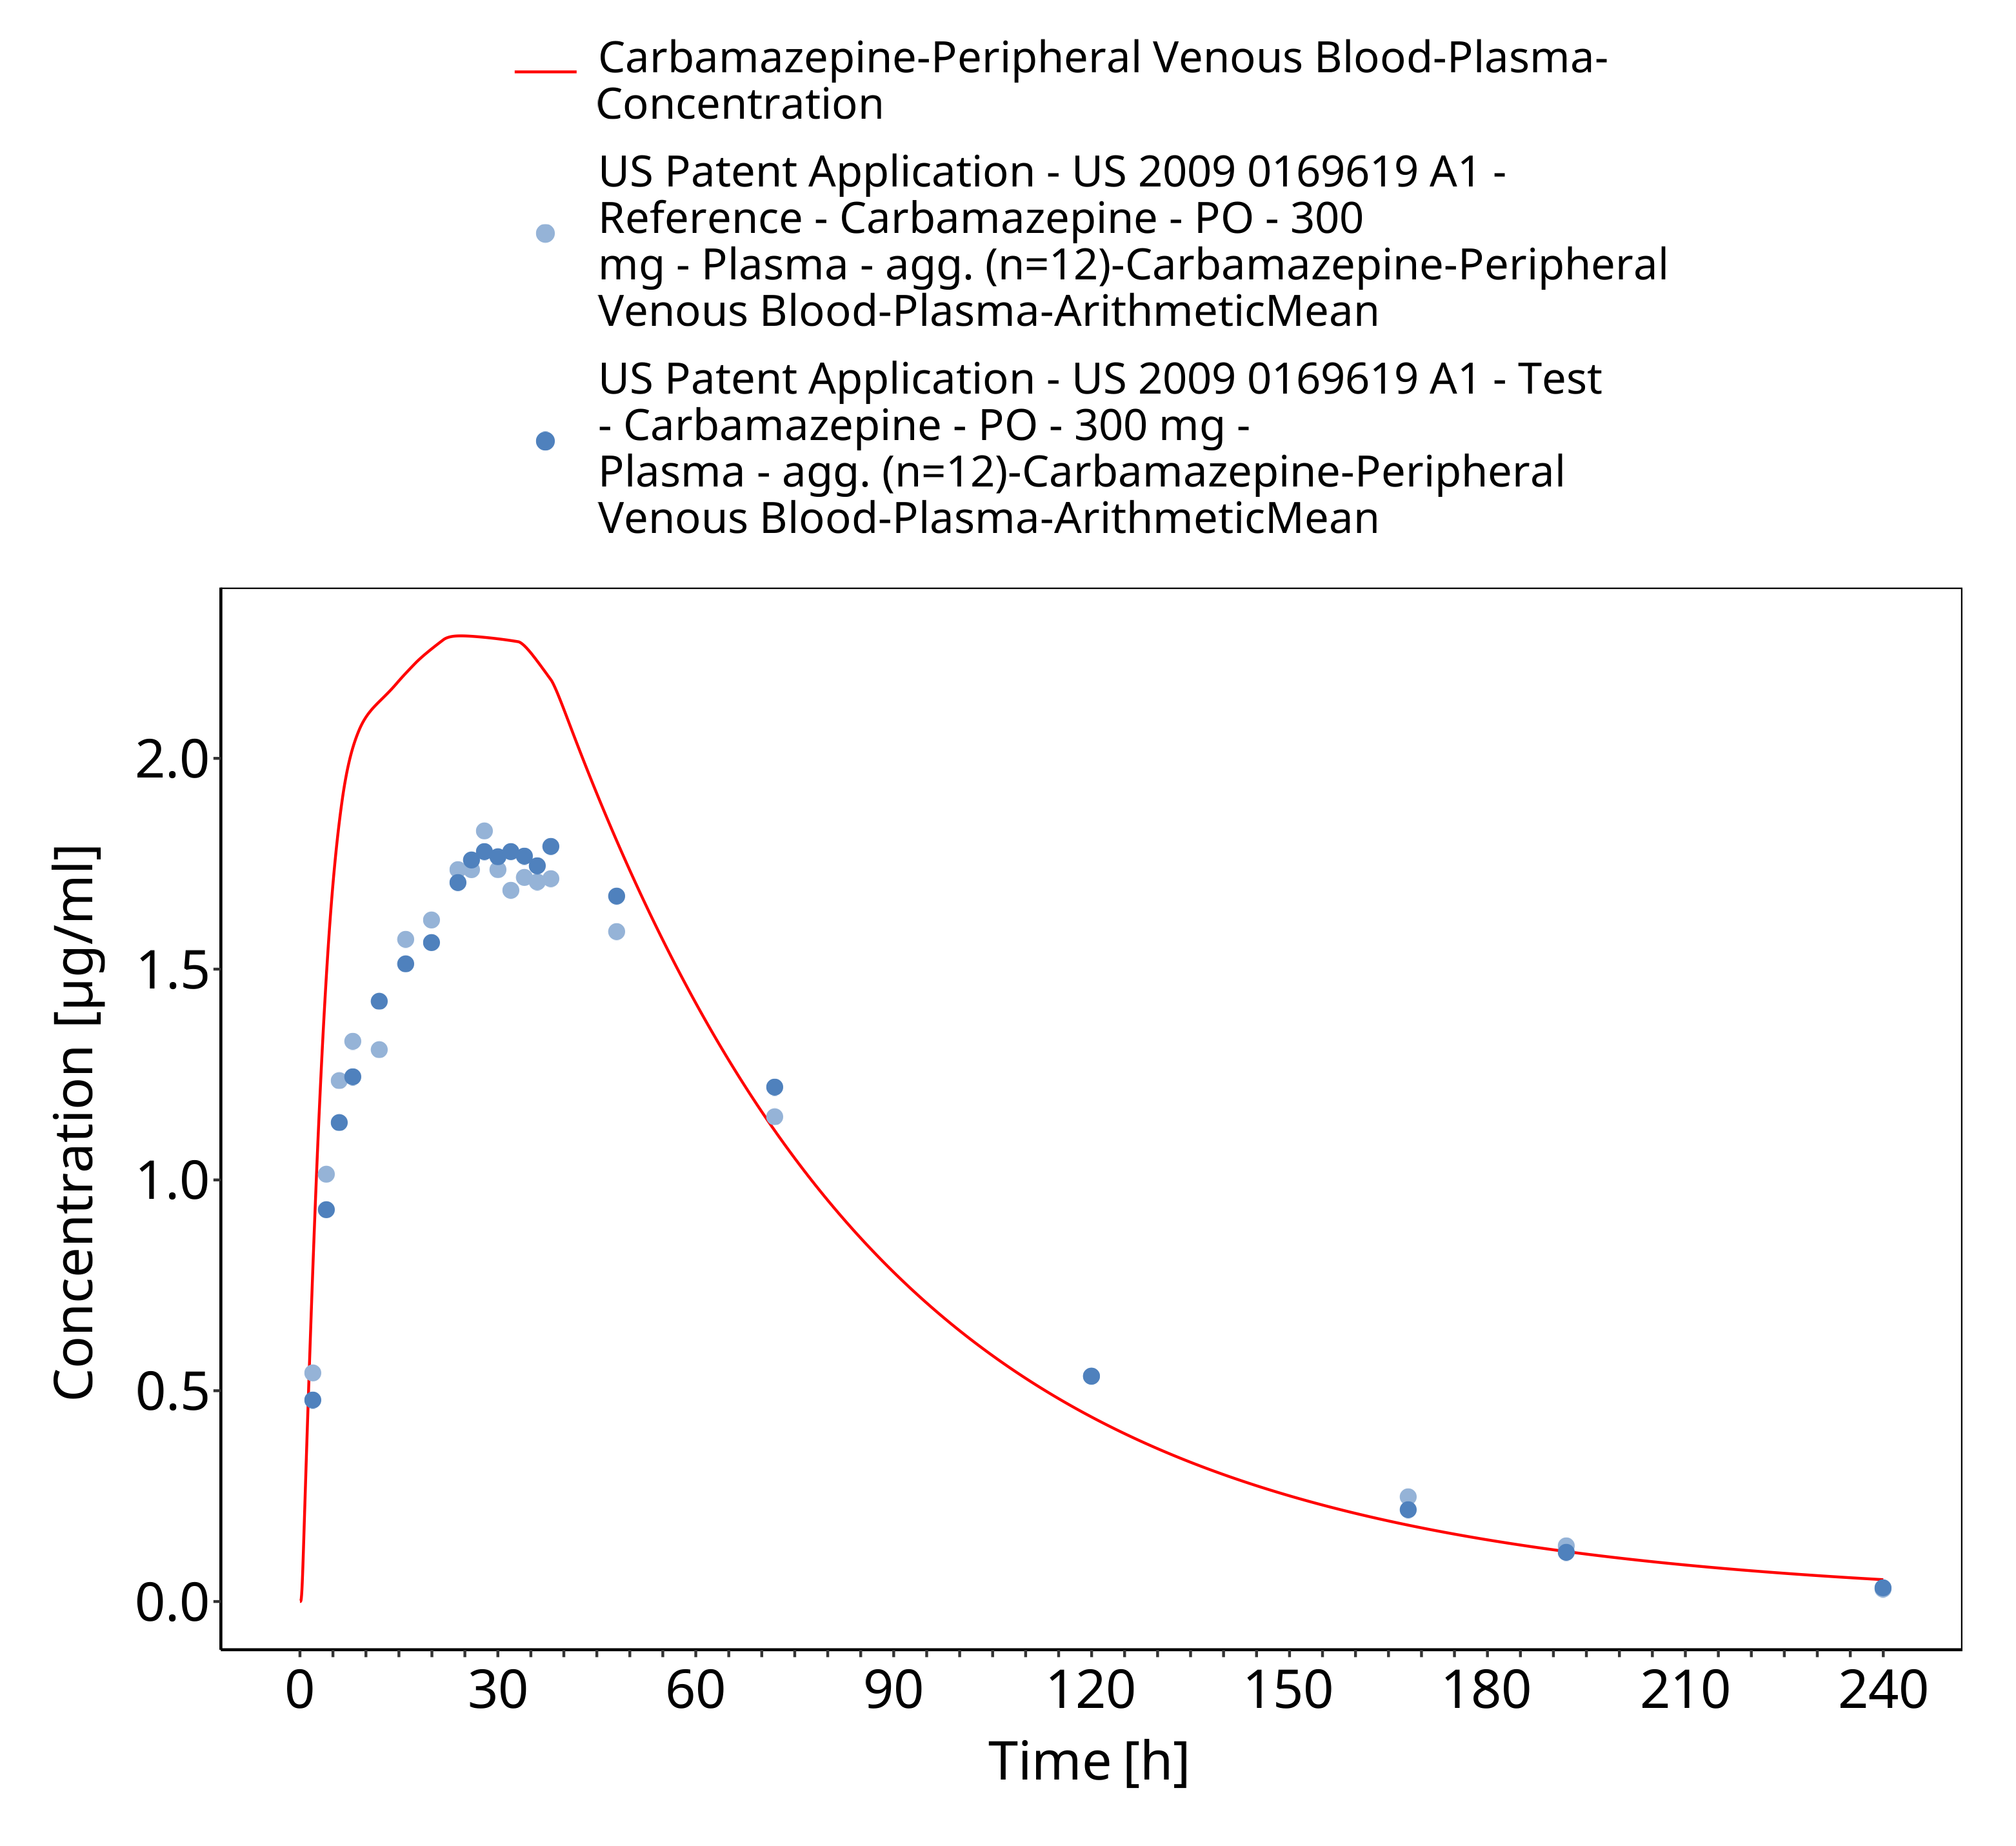 Carbamazepine-Peripheral Venous Blood-Plasma-
Concentration
US Patent Application - US 2009 0169619 A1 -
Reference - Carbamazepine - PO - 300
mg - Plasma - agg. (n=12)-Carbamazepine-Peripheral
Venous Blood-Plasma-ArithmeticMean
US Patent Application - US 2009 0169619 A1 - Test
- Carbamazepine - PO - 300 mg -
Plasma - agg. (n=12)-Carbamazepine-Peripheral
Venous Blood-Plasma-ArithmeticMean
Concentration [µg/ml]
2.0
1.5
1.0
0.5
0.0
0 30 60 90 120 150 180 210 240
Time [h]